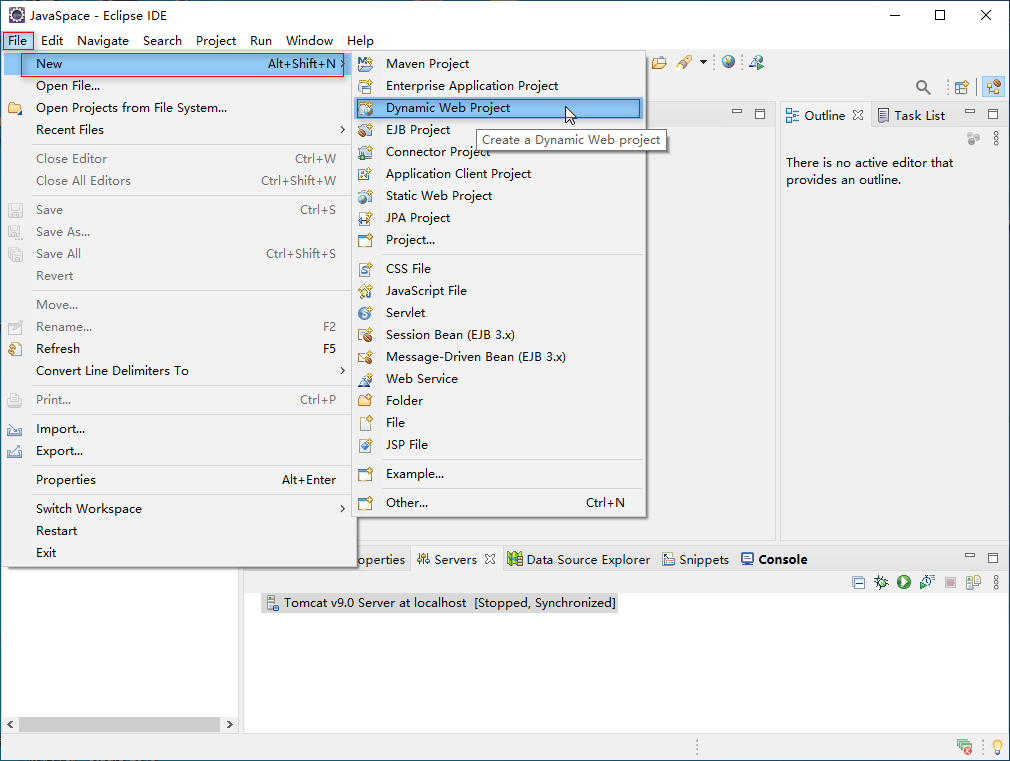 JavaSpace - Eclipse IDE
File Edit Navigate Search Project Run Window Help
New Alt+Shift+N
Open File...
Open Projects from File System...
Recent Files
Close Editor Ctrl+W
Close All Editors Ctrl+Shift+W
Save Ctrl+S
Save As...
Save All Ctrl+Shift+S
Revert
Move...
Rename... F2
Refresh F5
Convert Line Delimiters To
Print... Ctrl+P
Import...
Export...
Properties Alt+Enter
Switch Workspace
Restart
Exit
Maven Project
Enterprise Application Project
Dynamic Web Project
EJB Project
Create a Dynamic Web project
Connector Project
Application Client Project
Static Web Project
JPA Project
Project...
CSS File
JavaScript File
Servlet
Session Bean (EJB 3.x)
Message-Driven Bean (EJB 3.x)
Web Service
Folder
File
JSP File
Example...
Other... Ctrl+N
Outline Task List
There is no active editor that
provides an outline.
operties Servers Data Source Explorer Snippets Console
Tomcat v9.0 Server at localhost [Stopped, Synchronized]